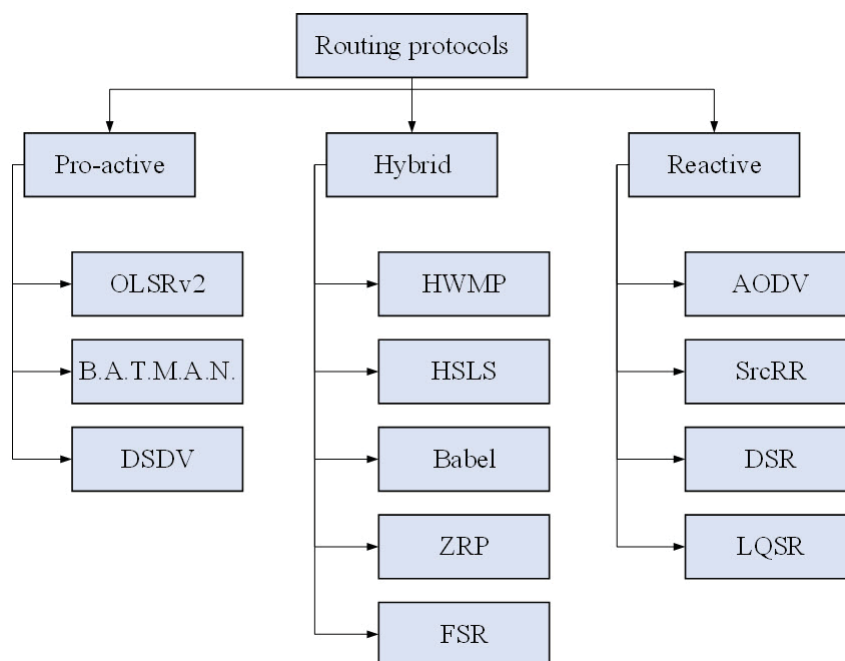 Routing protocols
Pro-active
Hybrid
Reactive
OLSRv2
HWMP
AODV
B.A.T.M.A.N.
HSLS
SrcRR
DSDV
Babel
DSR
ZRP
LQSR
FSR